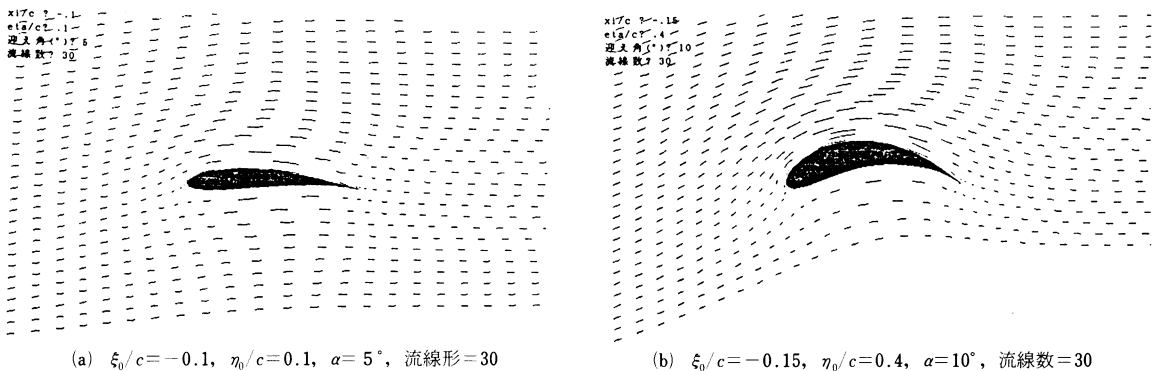 xi/c ? -.1
eta/c? .1
迎え角(°)? 5
流線数? 30
xi/c ? -.15
eta/c? .4
迎え角(°)? 10
流線数? 30
(a) ξ₀/c=-0.1, η₀/c=0.1, α= 5°, 流線形=30
(b) ξ₀/c=-0.15, η₀/c=0.4, α=10°, 流線数=30